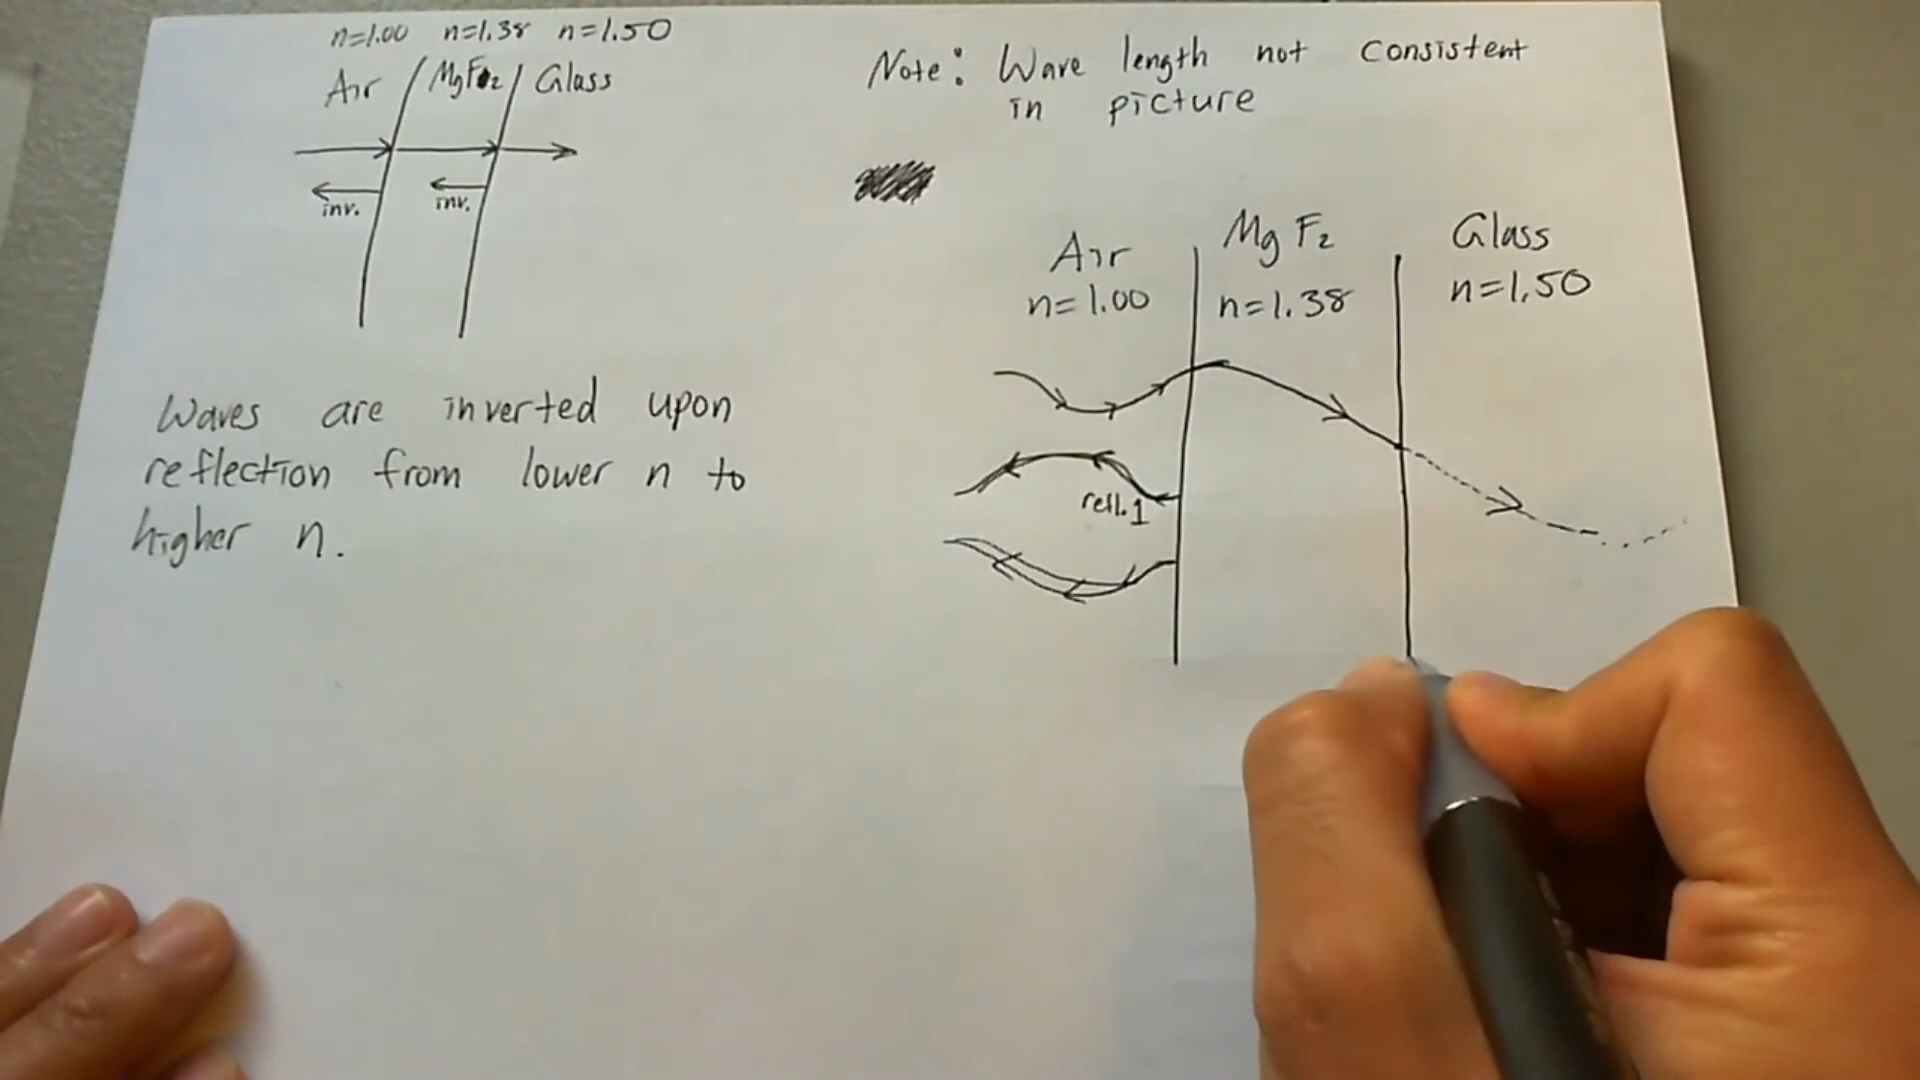 n=1.00 n=1.38 n=1.50
Air MgF2 Glass
inv. inv.
Waves are inverted upon
reflection from lower n to
higher n.
Note: Wave length not consistent
in picture
Air MgF2 Glass
n=1.00 n=1.38 n=1.50
refl.1